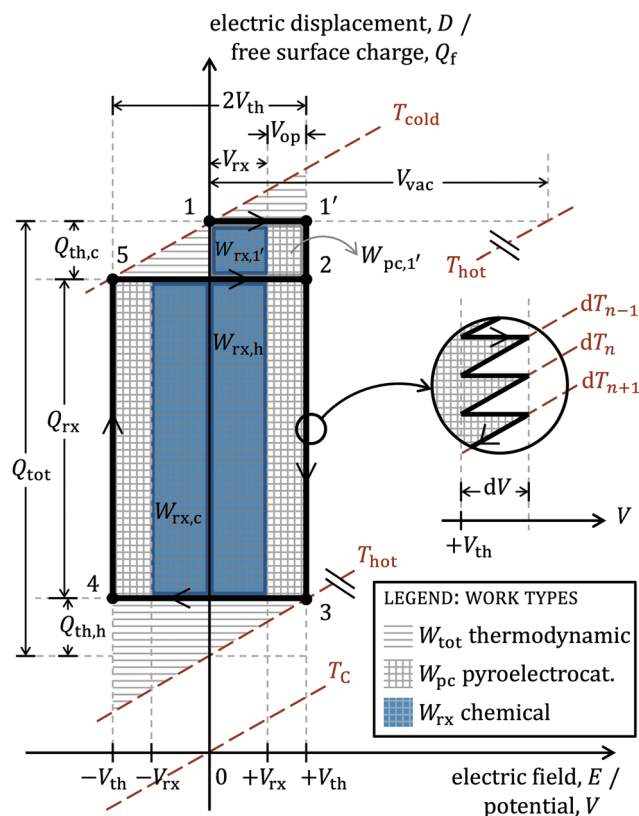 electric displacement, D /
free surface charge, Q_f
2V_th
T_cold
V_op
V_rx
V_vac
1
1′
Q_th,c
W_rx,1′
W_pc,1′
T_hot
5
2
dT_n−1
dT_n
dT_n+1
W_rx,h
Q_rx
Q_tot
W_rx,c
dV
V
+V_th
4
T_hot
3
Q_th,h
LEGEND: WORK TYPES
W_tot thermodynamic
W_pc pyroelectrocat.
W_rx chemical
T_C
−V_th
−V_rx
0
+V_rx
+V_th
electric field, E /
potential, V